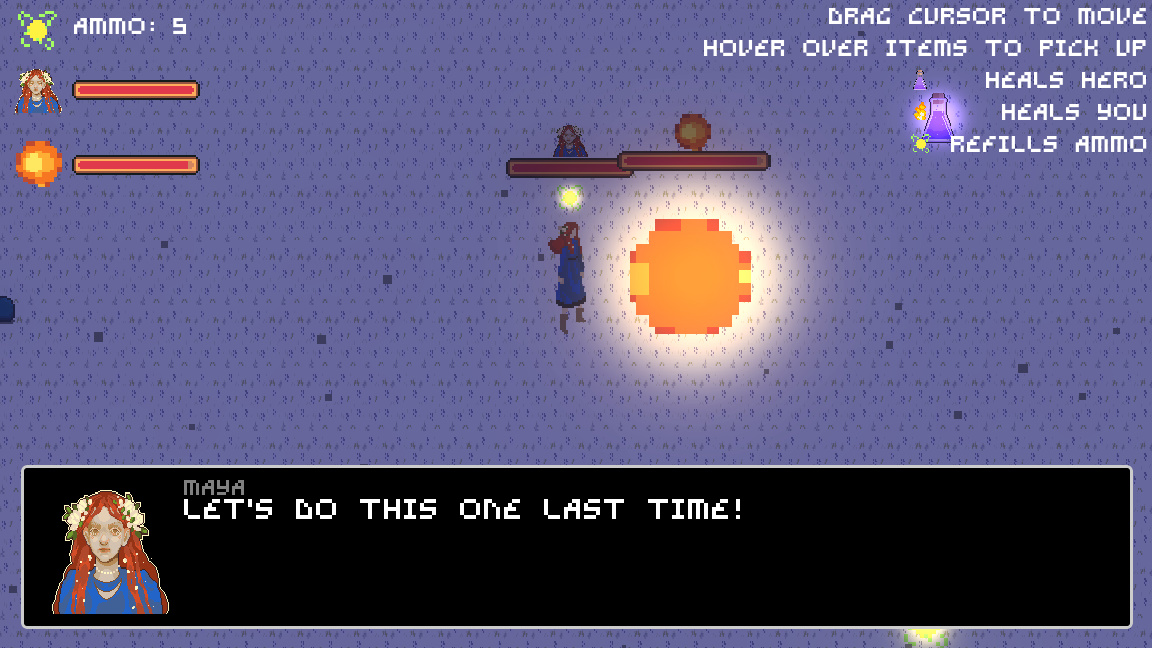 AMMO: 5
DRAG CURSOR TO MOVE
HOVER OVER ITEMS TO PICK UP
HEALS HERO
HEALS YOU
REFILLS AMMO
MAYA
LET'S DO THIS ONE LAST TIME!